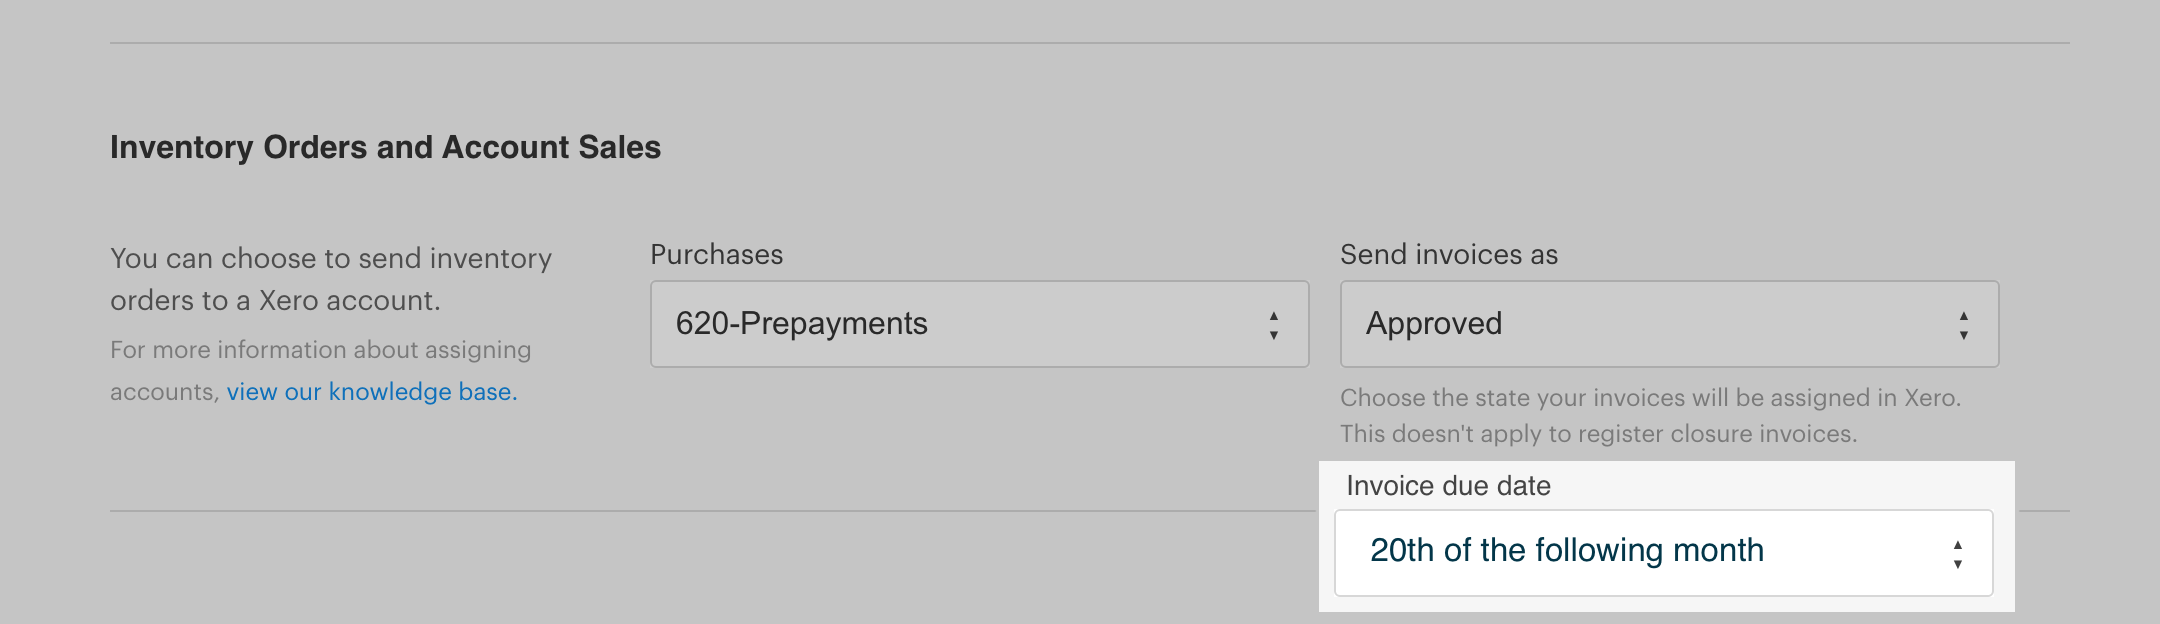 Inventory Orders and Account Sales
You can choose to send inventory
orders to a Xero account.
For more information about assigning
accounts, view our knowledge base.
Purchases
620-Prepayments
Send invoices as
Approved
Choose the state your invoices will be assigned in Xero.
This doesn't apply to register closure invoices.
Invoice due date
20th of the following month